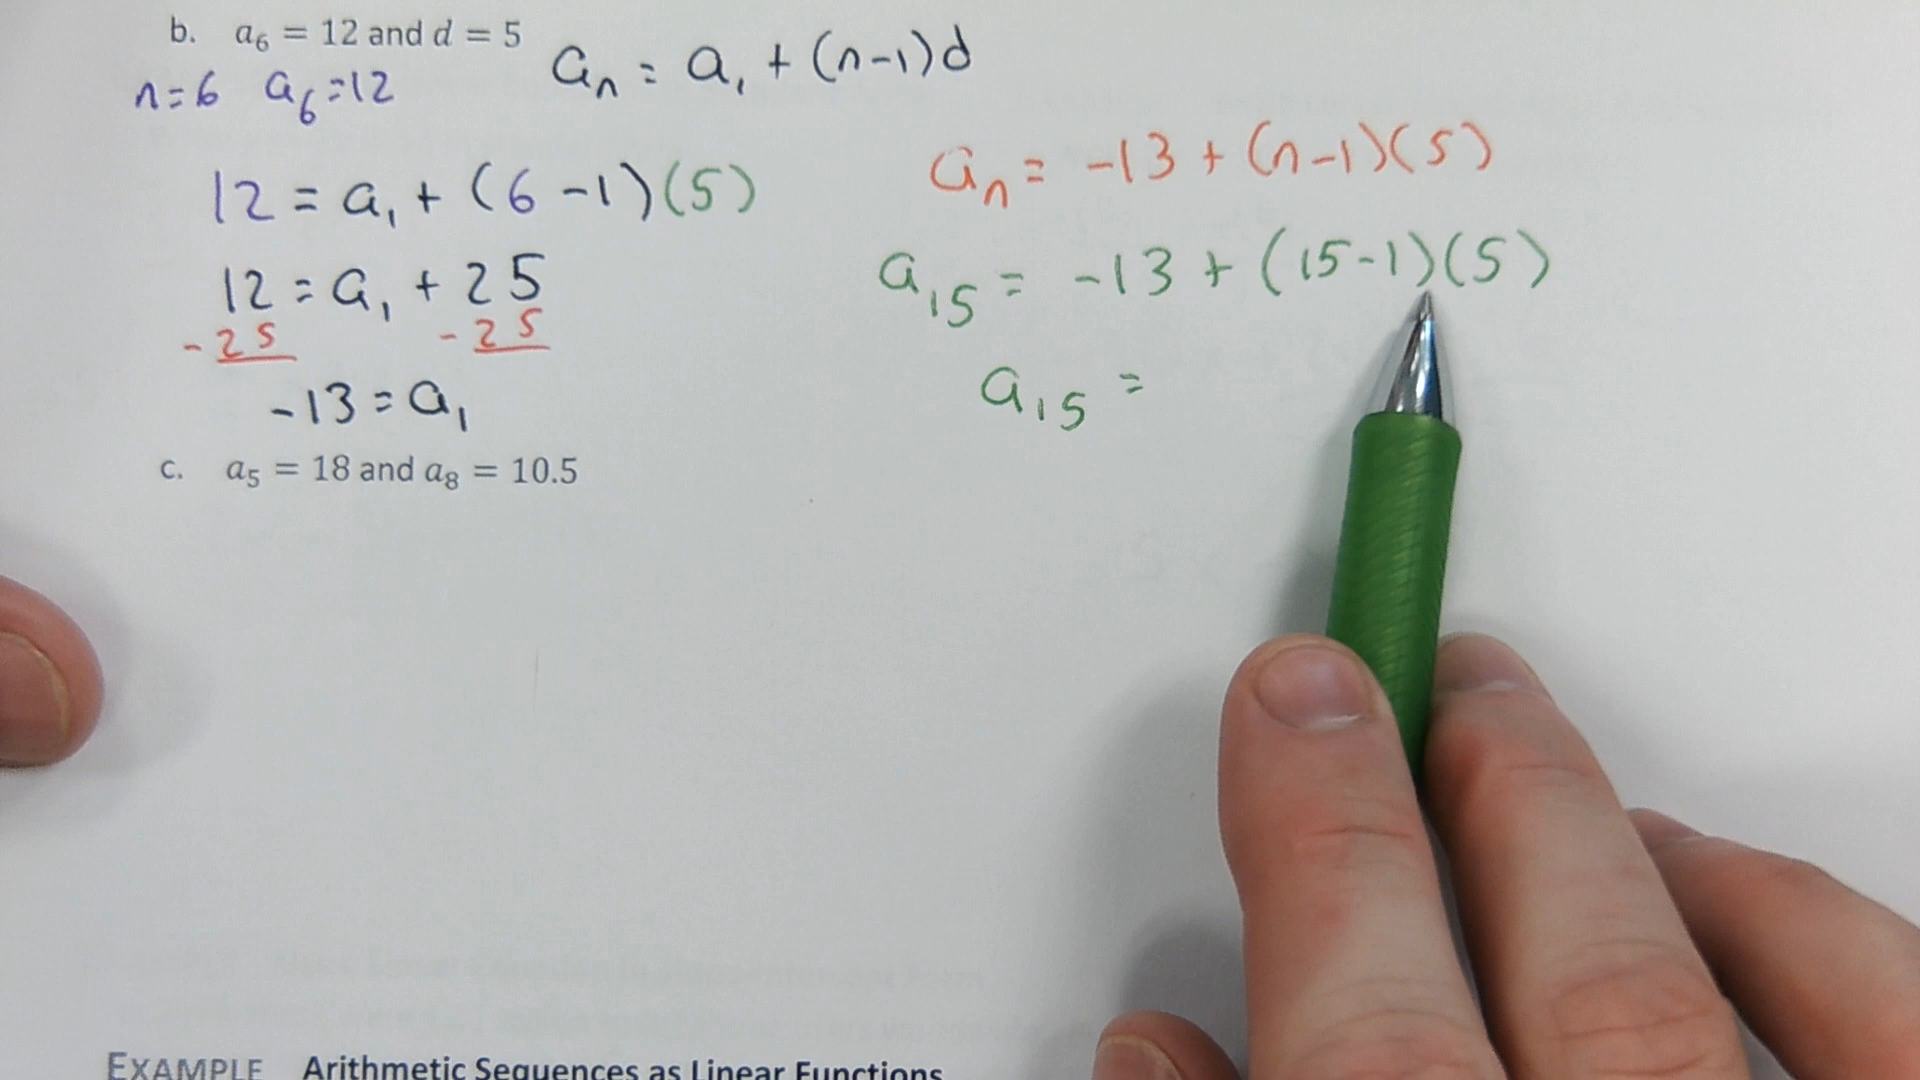 b. a₆ = 12 and d = 5
n=6 a₆=12
aₙ = a₁ + (n-1)d
12 = a₁ + (6-1)(5)
12 = a₁ + 25
-25 -25
-13 = a₁
aₙ = -13 + (n-1)(5)
a₁₅ = -13 + (15-1)(5)
a₁₅ =
c. a₅ = 18 and a₈ = 10.5
EXAMPLE Arithmetic Sequences as Linear Functions